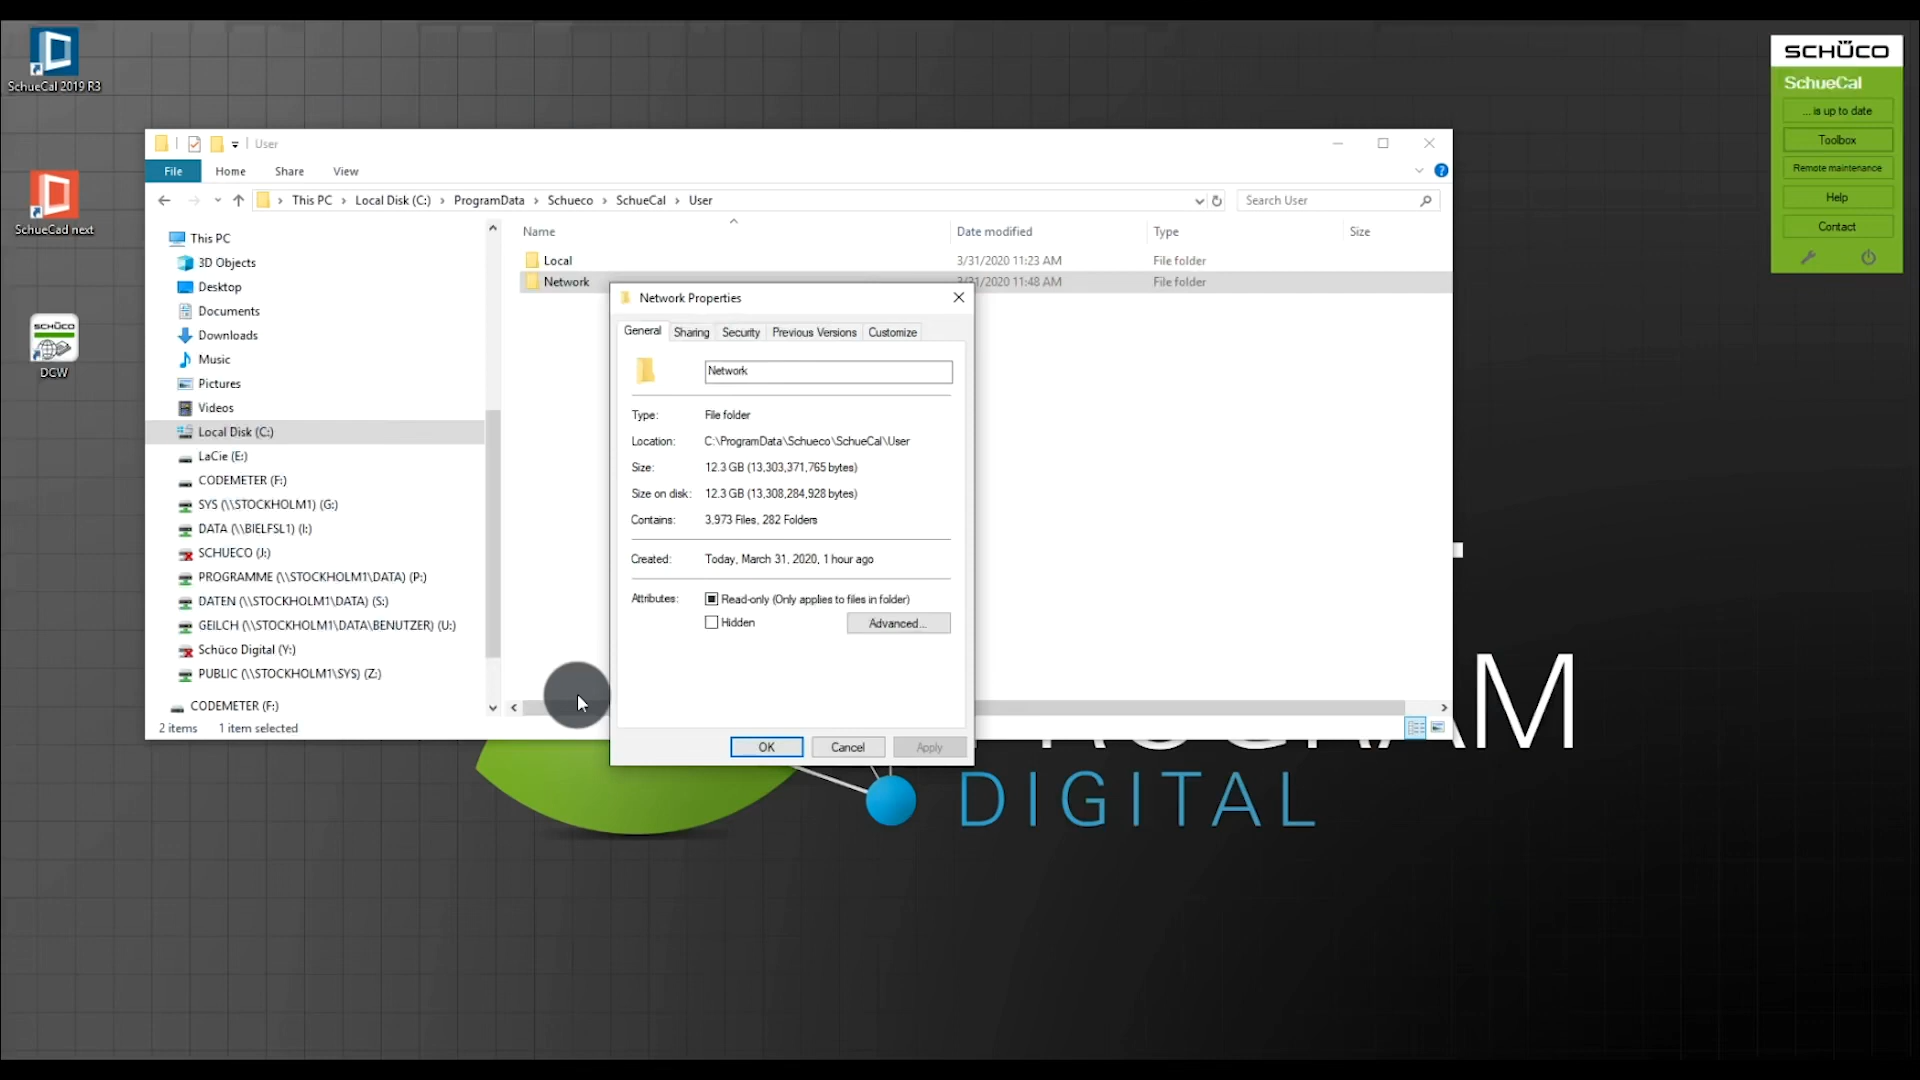 SchueCal 2019 R3
SchueCad next
SCHÜCO
DCW
SCHÜCO
SchueCal
... is up to date
Toolbox
Remote maintenance
Help
Contact
User
File Home Share View
This PC Local Disk (C:) ProgramData Schueco SchueCal User
Search User
This PC
3D Objects
Desktop
Documents
Downloads
Music
Pictures
Videos
Local Disk (C:)
LaCie (E:)
CODEMETER (F:)
SYS (\\STOCKHOLM1) (G:)
DATA (\\BIELFSL1) (I:)
SCHUECO (J:)
PROGRAMME (\\STOCKHOLM1\DATA) (P:)
DATEN (\\STOCKHOLM1\DATA) (S:)
GEILCH (\\STOCKHOLM1\DATA\BENUTZER) (U:)
Schüco Digital (Y:)
PUBLIC (\\STOCKHOLM1\SYS) (Z:)
CODEMETER (F:)
2 items 1 item selected
Name Date modified Type Size
Local 3/31/2020 11:23 AM File folder
Network 3/31/2020 11:48 AM File folder
Network Properties
General Sharing Security Previous Versions Customize
Network
Type: File folder
Location: C:\ProgramData\Schueco\SchueCal\User
Size: 12.3 GB (13,303,371,765 bytes)
Size on disk: 12.3 GB (13,308,284,928 bytes)
Contains: 3,973 Files, 282 Folders
Created: Today, March 31, 2020, 1 hour ago
Attributes: Read-only (Only applies to files in folder)
Hidden
Advanced...
OK Cancel Apply
DIGITAL